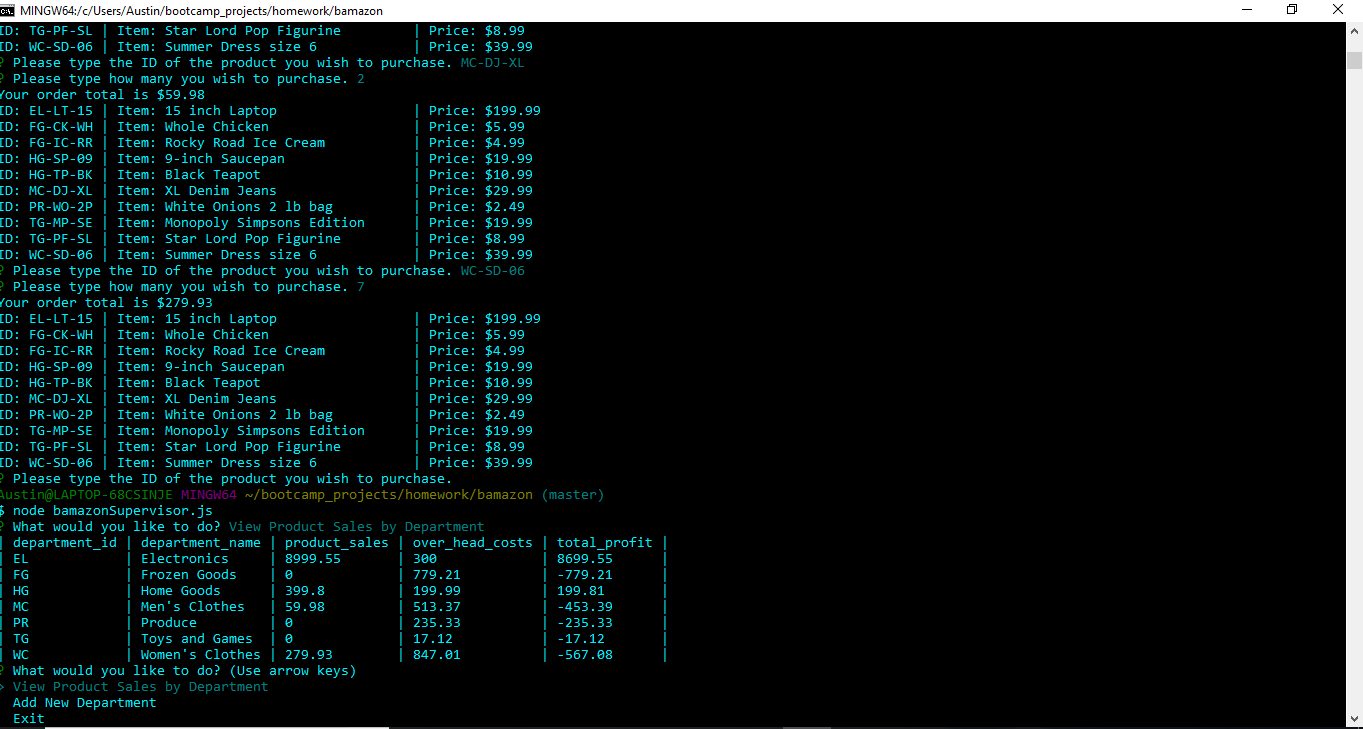 MINGW64:/c/Users/Austin/bootcamp_projects/homework/bamazon
ID: TG-PF-SL | Item: Star Lord Pop Figurine | Price: $8.99
ID: WC-SD-06 | Item: Summer Dress size 6 | Price: $39.99
? Please type the ID of the product you wish to purchase. MC-DJ-XL
? Please type how many you wish to purchase. 2
Your order total is $59.98
ID: EL-LT-15 | Item: 15 inch Laptop | Price: $199.99
ID: FG-CK-WH | Item: Whole Chicken | Price: $5.99
ID: FG-IC-RR | Item: Rocky Road Ice Cream | Price: $4.99
ID: HG-SP-09 | Item: 9-inch Saucepan | Price: $19.99
ID: HG-TP-BK | Item: Black Teapot | Price: $10.99
ID: MC-DJ-XL | Item: XL Denim Jeans | Price: $29.99
ID: PR-WO-2P | Item: White Onions 2 lb bag | Price: $2.49
ID: TG-MP-SE | Item: Monopoly Simpsons Edition | Price: $19.99
ID: TG-PF-SL | Item: Star Lord Pop Figurine | Price: $8.99
ID: WC-SD-06 | Item: Summer Dress size 6 | Price: $39.99
? Please type the ID of the product you wish to purchase. WC-SD-06
? Please type how many you wish to purchase. 7
Your order total is $279.93
ID: EL-LT-15 | Item: 15 inch Laptop | Price: $199.99
ID: FG-CK-WH | Item: Whole Chicken | Price: $5.99
ID: FG-IC-RR | Item: Rocky Road Ice Cream | Price: $4.99
ID: HG-SP-09 | Item: 9-inch Saucepan | Price: $19.99
ID: HG-TP-BK | Item: Black Teapot | Price: $10.99
ID: MC-DJ-XL | Item: XL Denim Jeans | Price: $29.99
ID: PR-WO-2P | Item: White Onions 2 lb bag | Price: $2.49
ID: TG-MP-SE | Item: Monopoly Simpsons Edition | Price: $19.99
ID: TG-PF-SL | Item: Star Lord Pop Figurine | Price: $8.99
ID: WC-SD-06 | Item: Summer Dress size 6 | Price: $39.99
? Please type the ID of the product you wish to purchase.
Austin@LAPTOP-68CSINJE MINGW64 ~/bootcamp_projects/homework/bamazon (master)
$ node bamazonSupervisor.js
? What would you like to do? View Product Sales by Department
| department_id | department_name | product_sales | over_head_costs | total_profit |
| EL | Electronics | 8999.55 | 300 | 8699.55 |
| FG | Frozen Goods | 0 | 779.21 | -779.21 |
| HG | Home Goods | 399.8 | 199.99 | 199.81 |
| MC | Men's Clothes | 59.98 | 513.37 | -453.39 |
| PR | Produce | 0 | 235.33 | -235.33 |
| TG | Toys and Games | 0 | 17.12 | -17.12 |
| WC | Women's Clothes | 279.93 | 847.01 | -567.08 |
? What would you like to do? (Use arrow keys)
> View Product Sales by Department
Add New Department
Exit